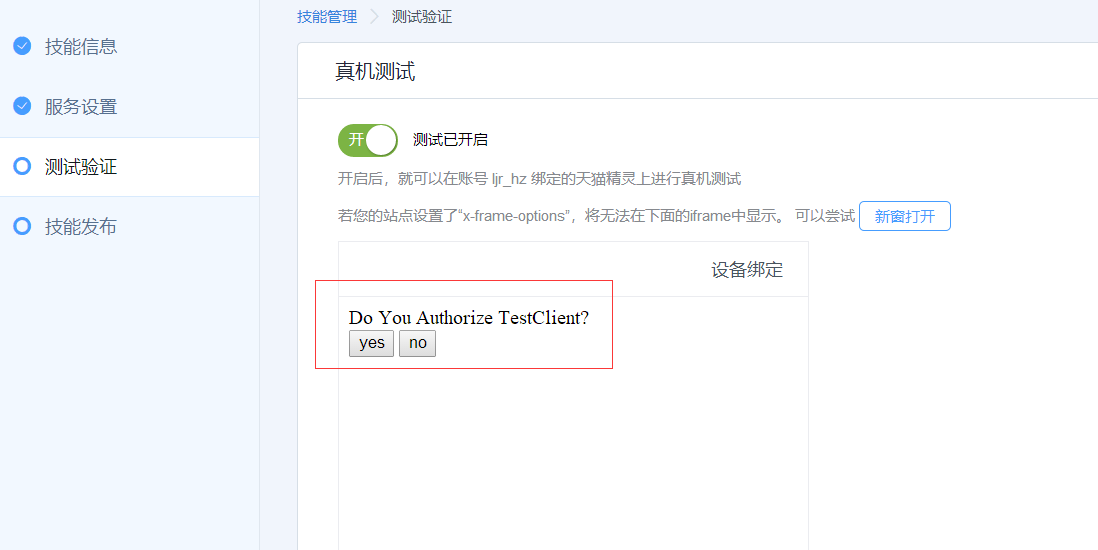 技能管理 测试验证
技能信息
服务设置
测试验证
技能发布
真机测试
开 测试已开启
开启后，就可以在账号 ljr_hz 绑定的天猫精灵上进行真机测试
若您的站点设置了“x-frame-options”，将无法在下面的iframe中显示。 可以尝试 新窗打开
设备绑定
Do You Authorize TestClient?
yes no